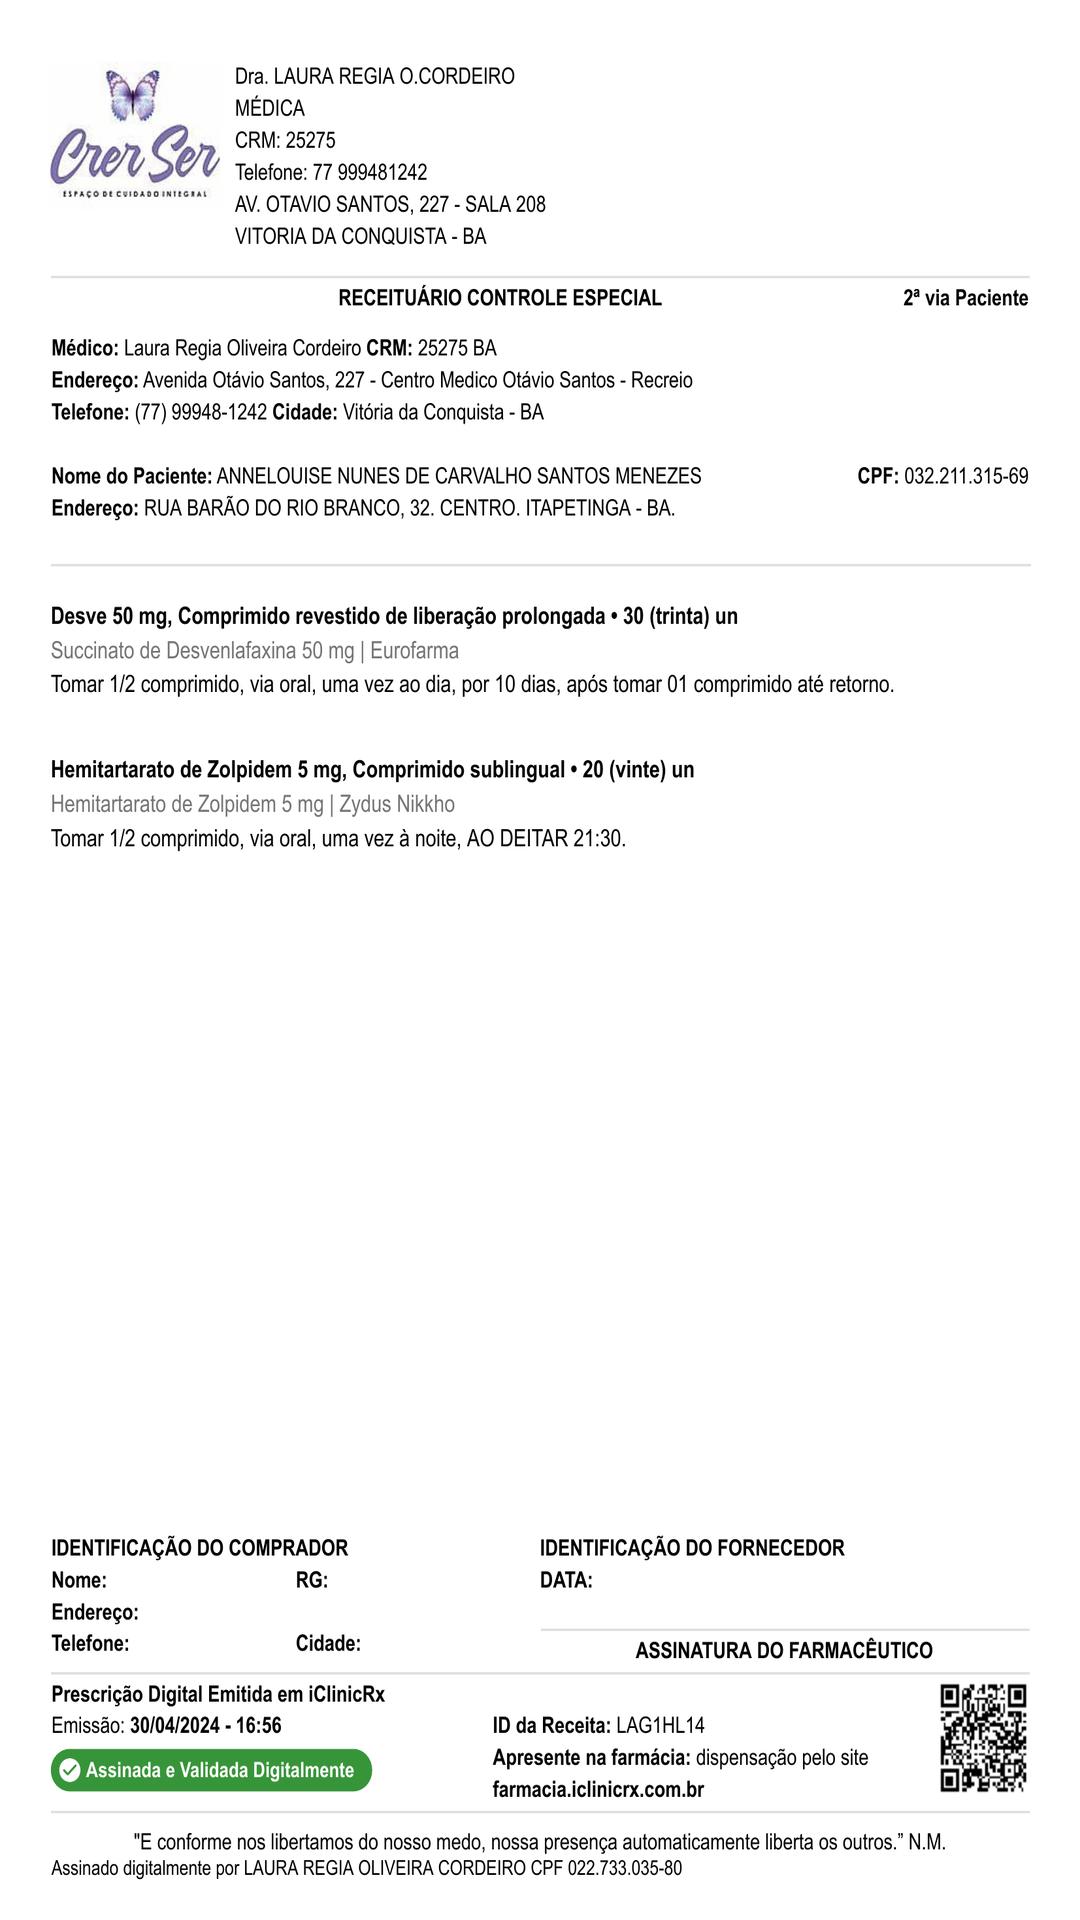 Crer Ser
ESPAÇO DE CUIDADO INTEGRAL
Dra. LAURA REGIA O.CORDEIRO
MÉDICA
CRM: 25275
Telefone: 77 999481242
AV. OTAVIO SANTOS, 227 - SALA 208
VITORIA DA CONQUISTA - BA
RECEITUÁRIO CONTROLE ESPECIAL 2ª via Paciente
Médico: Laura Regia Oliveira Cordeiro CRM: 25275 BA
Endereço: Avenida Otávio Santos, 227 - Centro Medico Otávio Santos - Recreio
Telefone: (77) 99948-1242 Cidade: Vitória da Conquista - BA
Nome do Paciente: ANNELOUISE NUNES DE CARVALHO SANTOS MENEZES CPF: 032.211.315-69
Endereço: RUA BARÃO DO RIO BRANCO, 32. CENTRO. ITAPETINGA - BA.
Desve 50 mg, Comprimido revestido de liberação prolongada • 30 (trinta) un
Succinato de Desvenlafaxina 50 mg | Eurofarma
Tomar 1/2 comprimido, via oral, uma vez ao dia, por 10 dias, após tomar 01 comprimido até retorno.
Hemitartarato de Zolpidem 5 mg, Comprimido sublingual • 20 (vinte) un
Hemitartarato de Zolpidem 5 mg | Zydus Nikkho
Tomar 1/2 comprimido, via oral, uma vez à noite, AO DEITAR 21:30.
IDENTIFICAÇÃO DO COMPRADOR
Nome: RG:
Endereço:
Telefone: Cidade:
IDENTIFICAÇÃO DO FORNECEDOR
DATA:
ASSINATURA DO FARMACÊUTICO
Prescrição Digital Emitida em iClinicRx
Emissão: 30/04/2024 - 16:56
Assinada e Validada Digitalmente
ID da Receita: LAG1HL14
Apresente na farmácia: dispensação pelo site
farmacia.iclinicrx.com.br
"E conforme nos libertamos do nosso medo, nossa presença automaticamente liberta os outros.” N.M.
Assinado digitalmente por LAURA REGIA OLIVEIRA CORDEIRO CPF 022.733.035-80